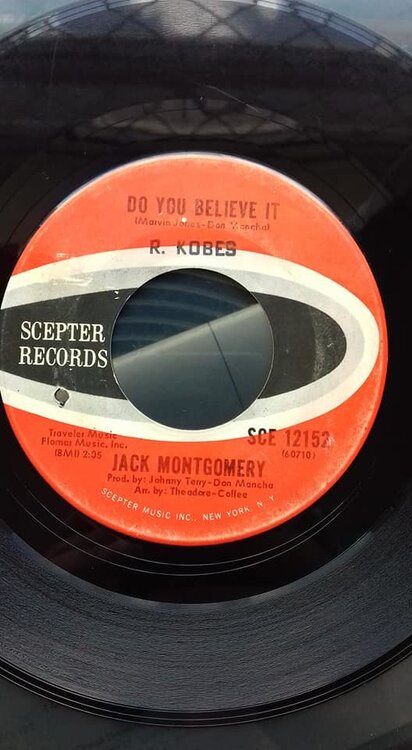 DO YOU BELIEVE IT
(Marvin Jones-Don Mancha)
R. KOBES
SCEPTER
RECORDS
Traveler Music
Flomar Music, Inc.
(BMI) 2:05
SCE 12152
(60710)
JACK MONTGOMERY
Prod. by: Johnny Terry-Don Mancha
Arr. by: Theodore-Coffee
SCEPTER MUSIC INC., NEW YORK, N. Y.